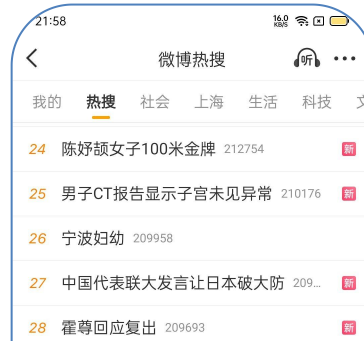 21:58
16.0 KB/S
微博热搜
听
我的 热搜 社会 上海 生活 科技
24 陈妤颉女子100米金牌 212754 新
25 男子CT报告显示子宫未见异常 210176 新
26 宁波妇幼 209958
27 中国代表联大发言让日本破大防 209... 新
28 霍尊回应复出 209693 新